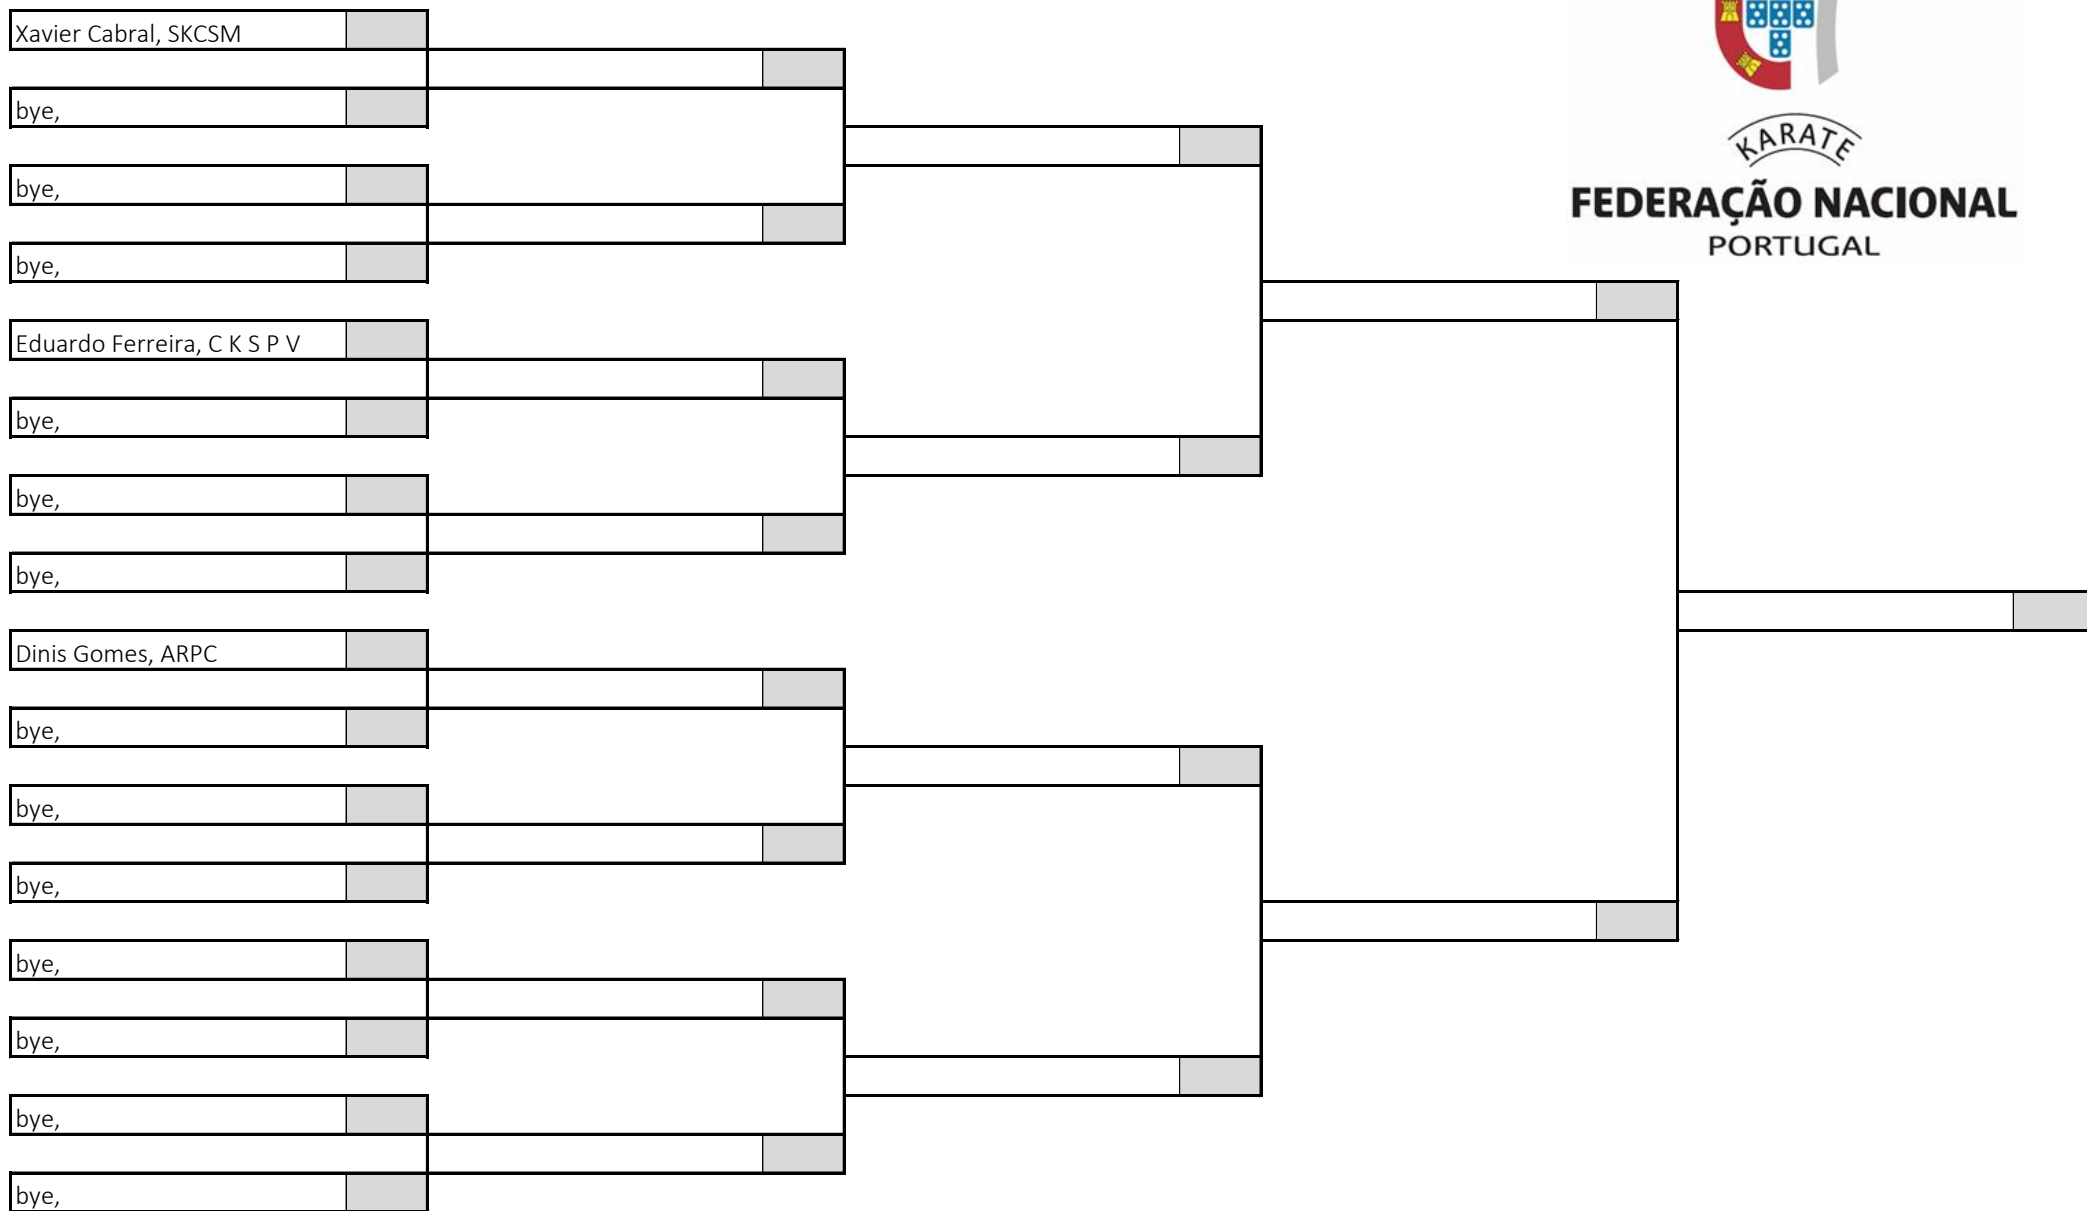 Xavier Cabral, SKCSM
bye,
bye,
bye,
Eduardo Ferreira, C K S P V
bye,
bye,
bye,
Dinis Gomes, ARPC
bye,
bye,
bye,
bye,
bye,
bye,
bye,
KARATE
FEDERAÇÃO NACIONAL
PORTUGAL